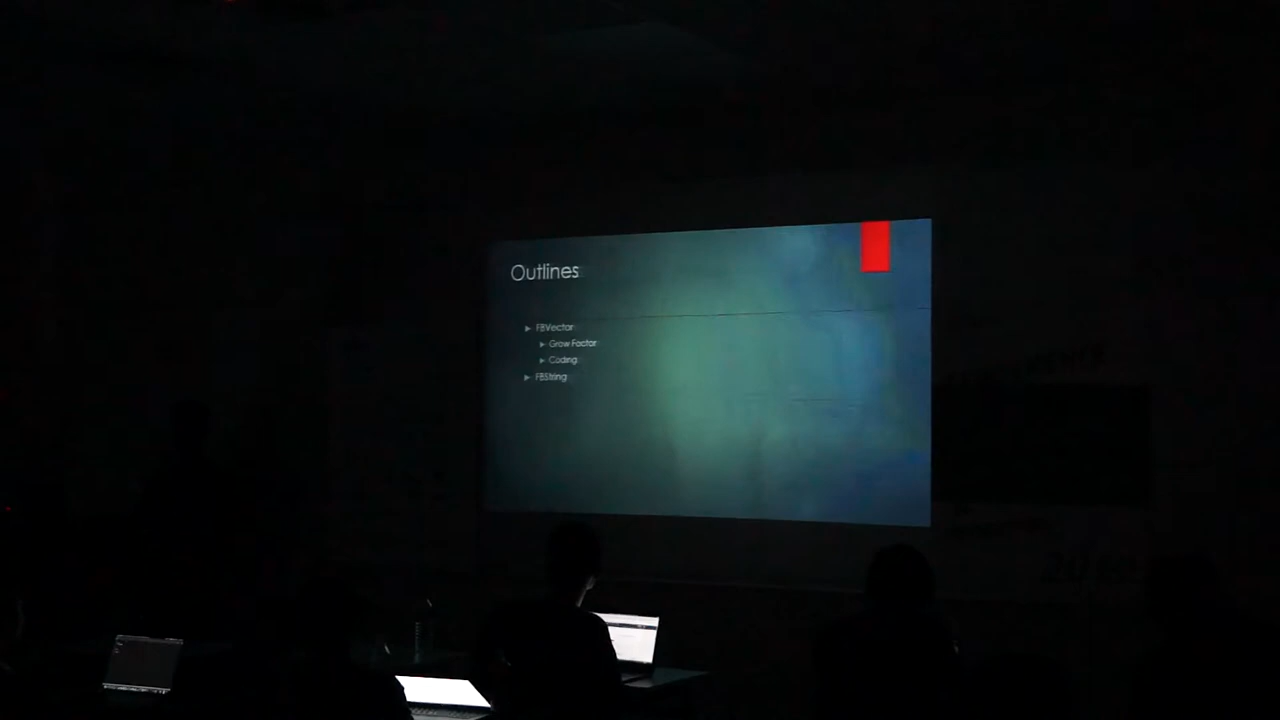 Outlines
FBVector
Grow Factor
Coding
FBString